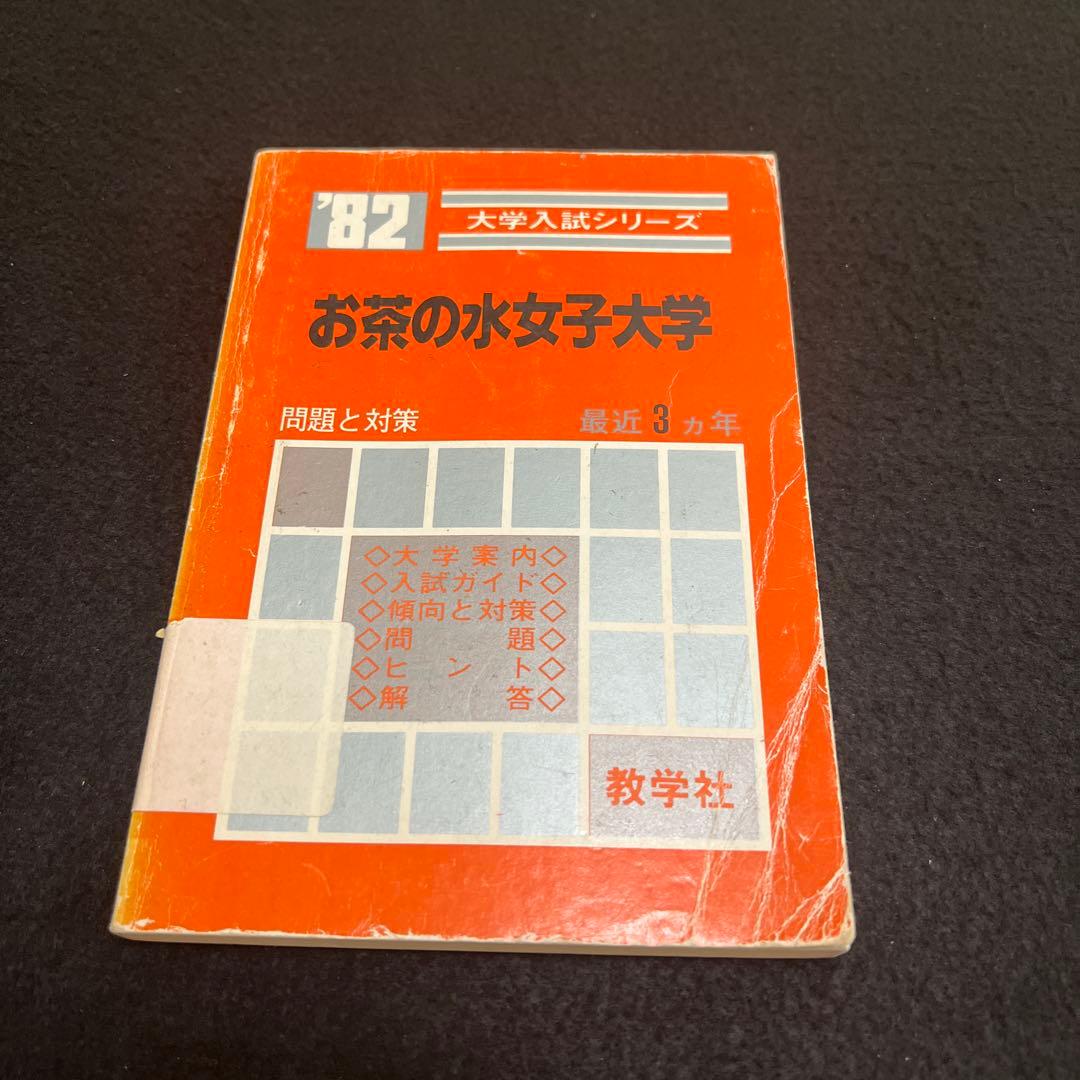 '82
大学入試シリーズ
お茶の水女子大学
問題と対策 最近3ヵ年
◇大学案内◇
◇入試ガイド◇
◇傾向と対策◇
◇問題◇
◇ヒント◇
◇解答◇
教学社